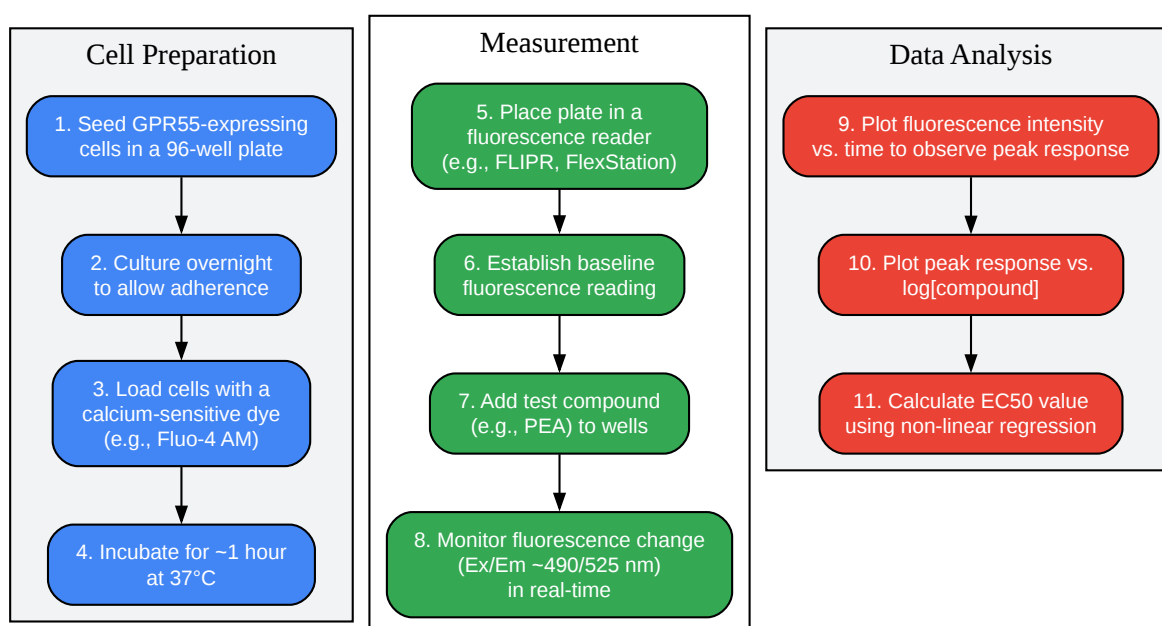 Cell Preparation
1. Seed GPR55-expressing
cells in a 96-well plate
2. Culture overnight
to allow adherence
3. Load cells with a
calcium-sensitive dye
(e.g., Fluo-4 AM)
4. Incubate for ~1 hour
at 37°C
Measurement
5. Place plate in a
fluorescence reader
(e.g., FLIPR, FlexStation)
6. Establish baseline
fluorescence reading
7. Add test compound
(e.g., PEA) to wells
8. Monitor fluorescence change
(Ex/Em ~490/525 nm)
in real-time
Data Analysis
9. Plot fluorescence intensity
vs. time to observe peak response
10. Plot peak response vs.
log[compound]
11. Calculate EC50 value
using non-linear regression